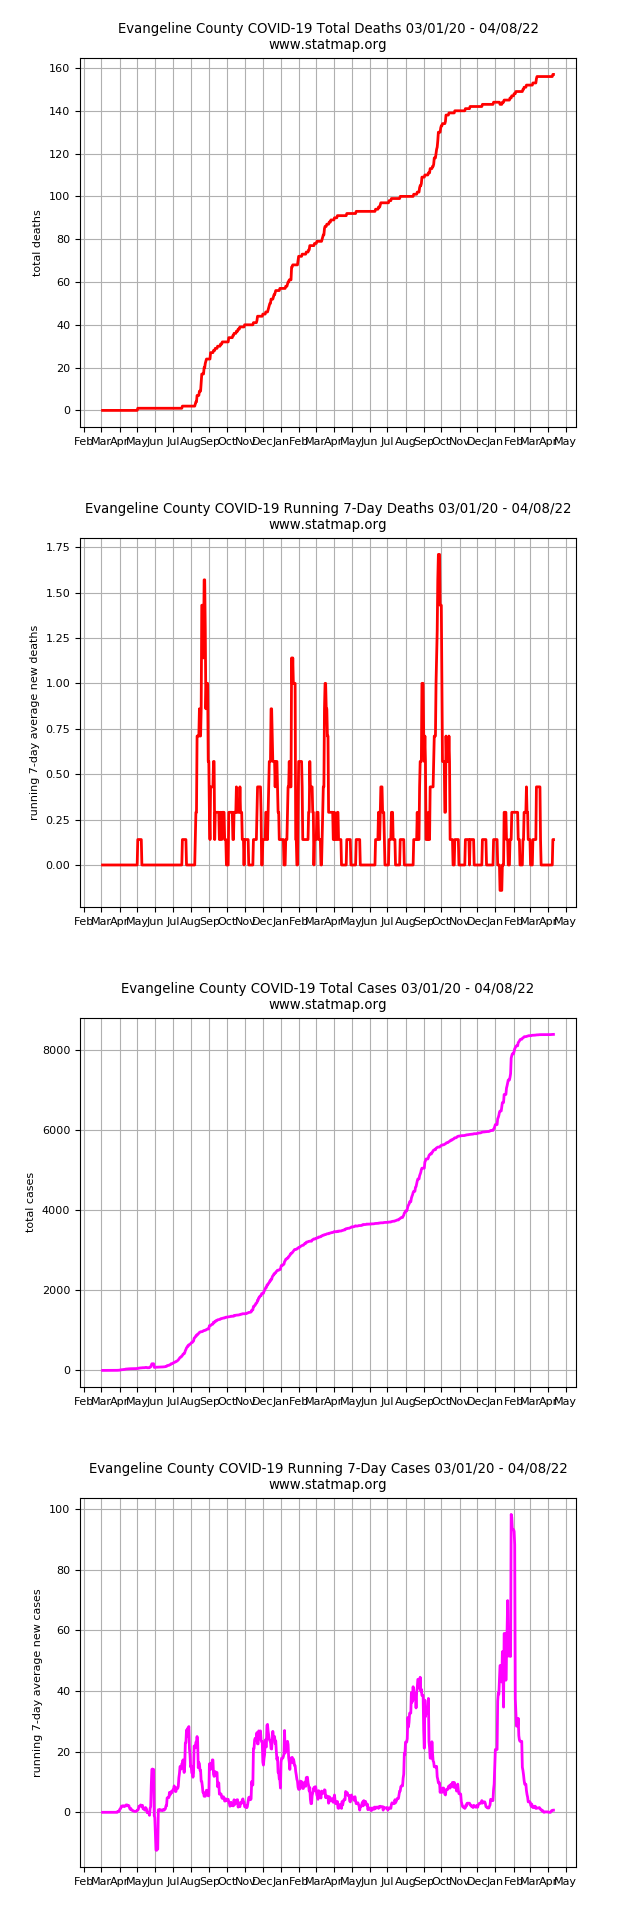 Evangeline County COVID-19 Total Deaths 03/01/20 - 04/08/22
www.statmap.org
160
140
120
100
80
60
40
20
0
total deaths
Feb Mar Apr May Jun Jul Aug Sep Oct Nov Dec Jan Feb Mar Apr May Jun Jul Aug Sep Oct Nov Dec Jan Feb Mar Apr May
Evangeline County COVID-19 Running 7-Day Deaths 03/01/20 - 04/08/22
www.statmap.org
1.75
1.50
1.25
1.00
0.75
0.50
0.25
0.00
running 7-day average new deaths
Feb Mar Apr May Jun Jul Aug Sep Oct Nov Dec Jan Feb Mar Apr May Jun Jul Aug Sep Oct Nov Dec Jan Feb Mar Apr May
Evangeline County COVID-19 Total Cases 03/01/20 - 04/08/22
www.statmap.org
8000
6000
4000
2000
0
total cases
Feb Mar Apr May Jun Jul Aug Sep Oct Nov Dec Jan Feb Mar Apr May Jun Jul Aug Sep Oct Nov Dec Jan Feb Mar Apr May
Evangeline County COVID-19 Running 7-Day Cases 03/01/20 - 04/08/22
www.statmap.org
100
80
60
40
20
0
running 7-day average new cases
Feb Mar Apr May Jun Jul Aug Sep Oct Nov Dec Jan Feb Mar Apr May Jun Jul Aug Sep Oct Nov Dec Jan Feb Mar Apr May